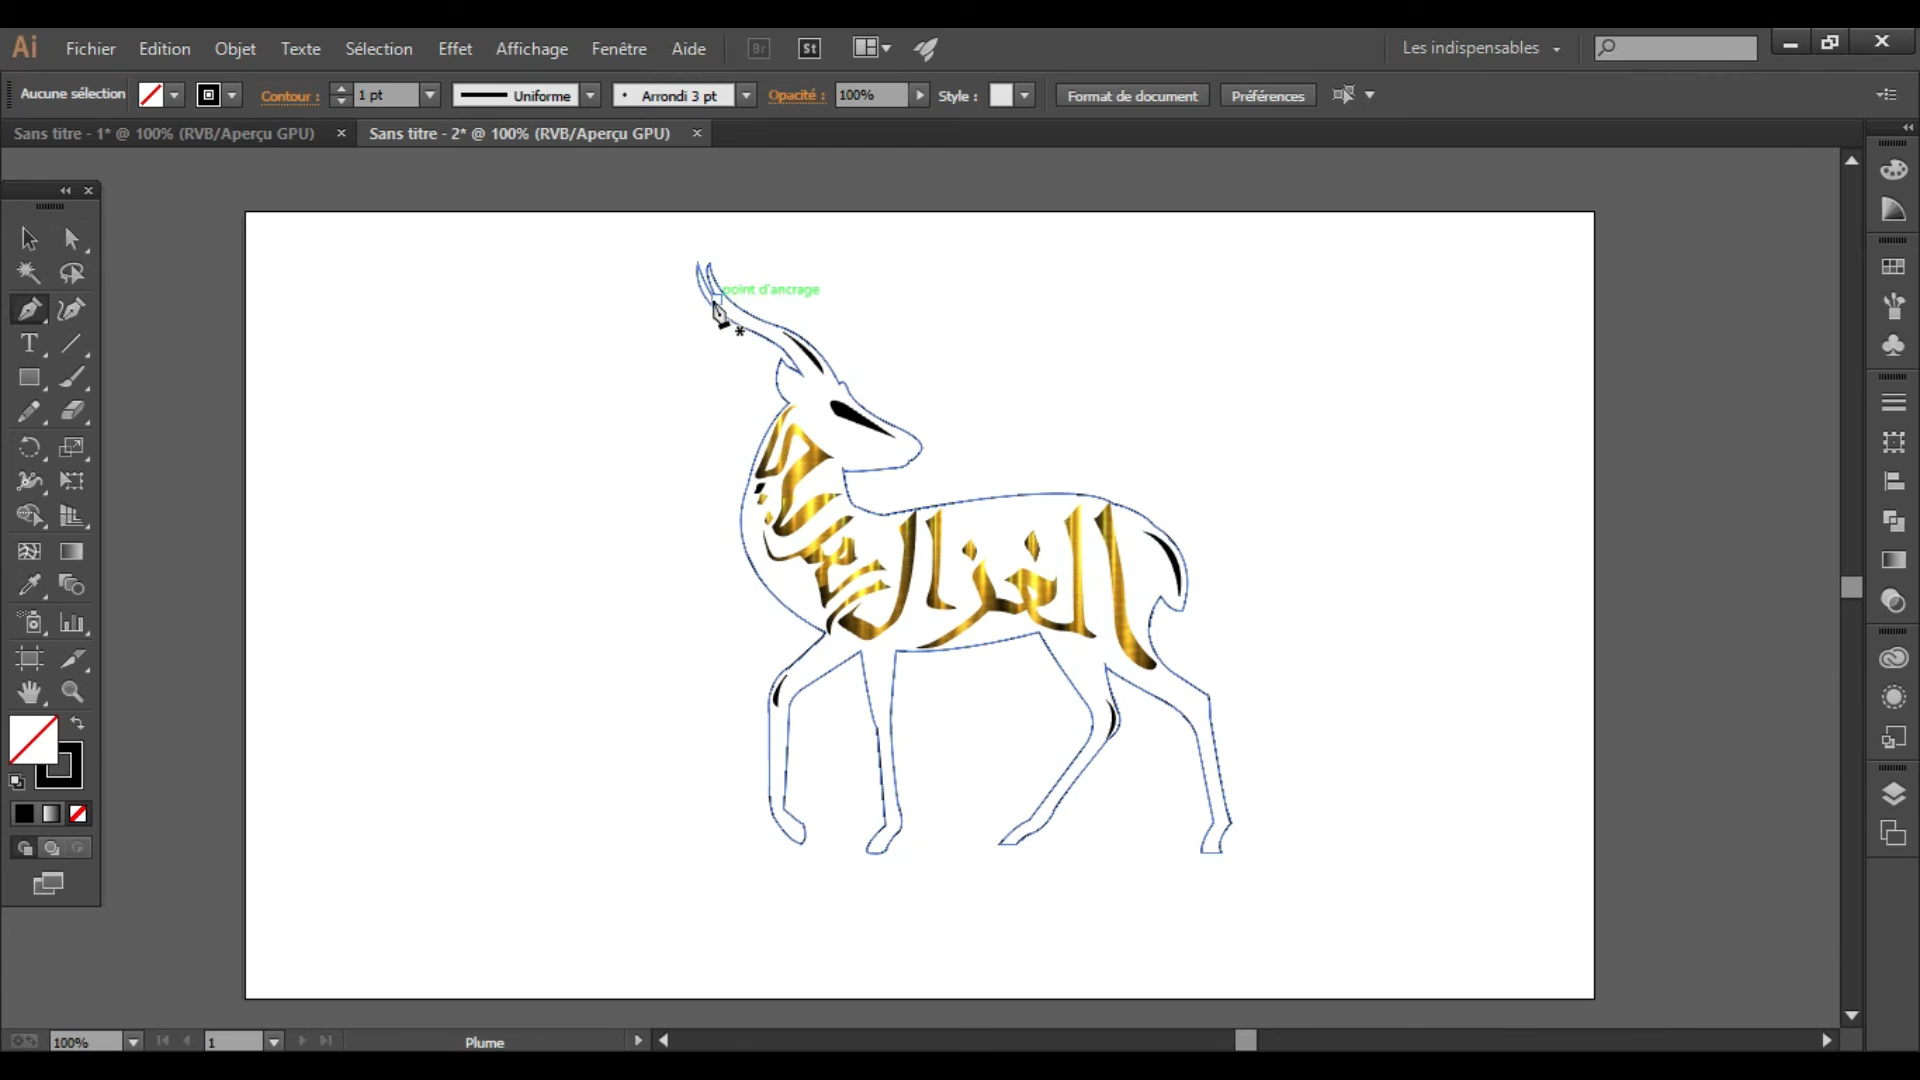 Ai Fichier Edition Objet Texte Sélection Effet Affichage Fenêtre Aide Br St Les indispensables
Aucune sélection Contour : 1 pt Uniforme Arrondi 3 pt Opacité : 100% Style : Format de document Préférences
Sans titre - 1* @ 100% (RVB/Aperçu GPU) Sans titre - 2* @ 100% (RVB/Aperçu GPU)
point d'ancrage
الغزال
100% 1 Plume